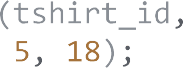 (tshirt_id,
5, 18);